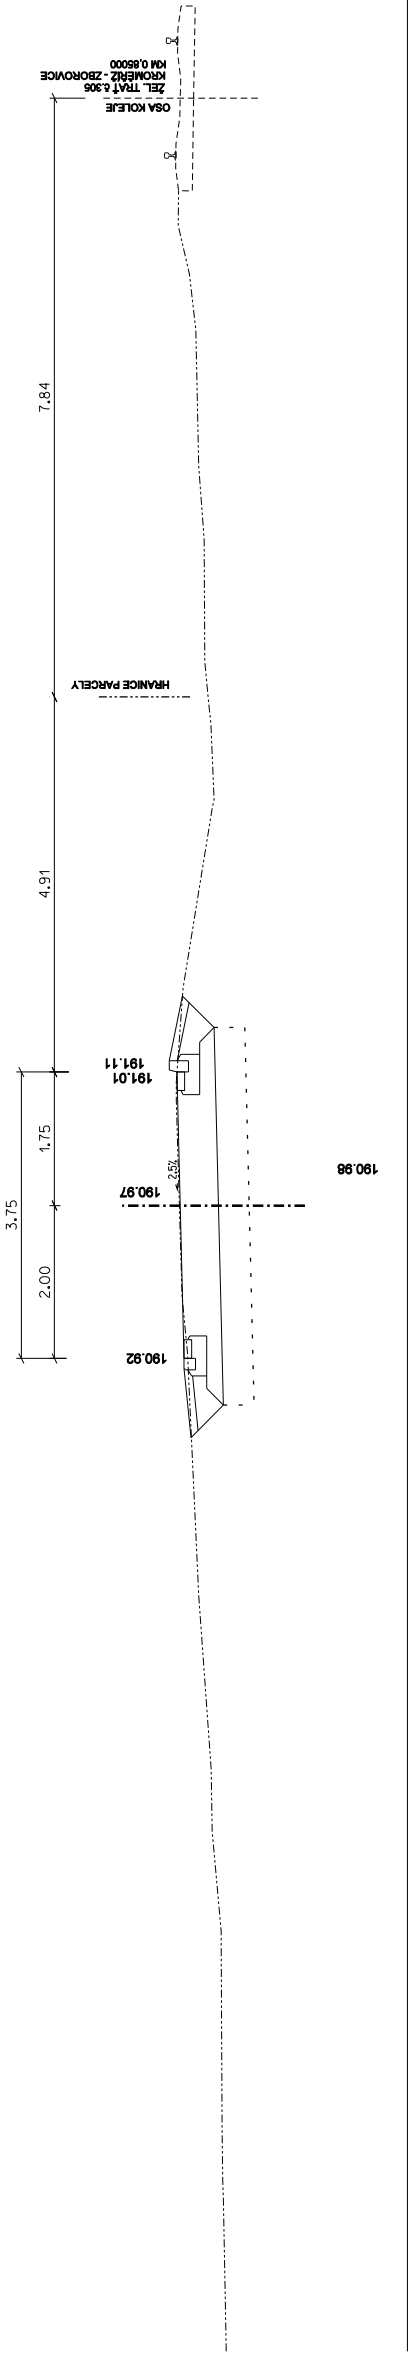 ŽEL. TRAŤ č.305
KROMĚŘÍŽ - ZBOROVICE
KM 0,85000
OSA KOLEJE
7.84
HRANICE PARCELY
4.91
191.11
191.01
1.75
3.75
2.5%
190.97
190.98
2.00
190.92